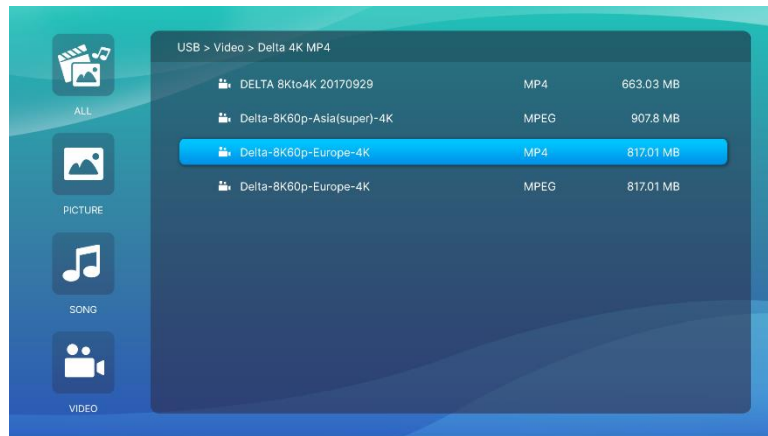 USB > Video > Delta 4K MP4
DELTA 8Kto4K 20170929 MP4 663.03 MB
Delta-8K60p-Asia(super)-4K MPEG 907.8 MB
Delta-8K60p-Europe-4K MP4 817.01 MB
Delta-8K60p-Europe-4K MPEG 817.01 MB
ALL
PICTURE
SONG
VIDEO